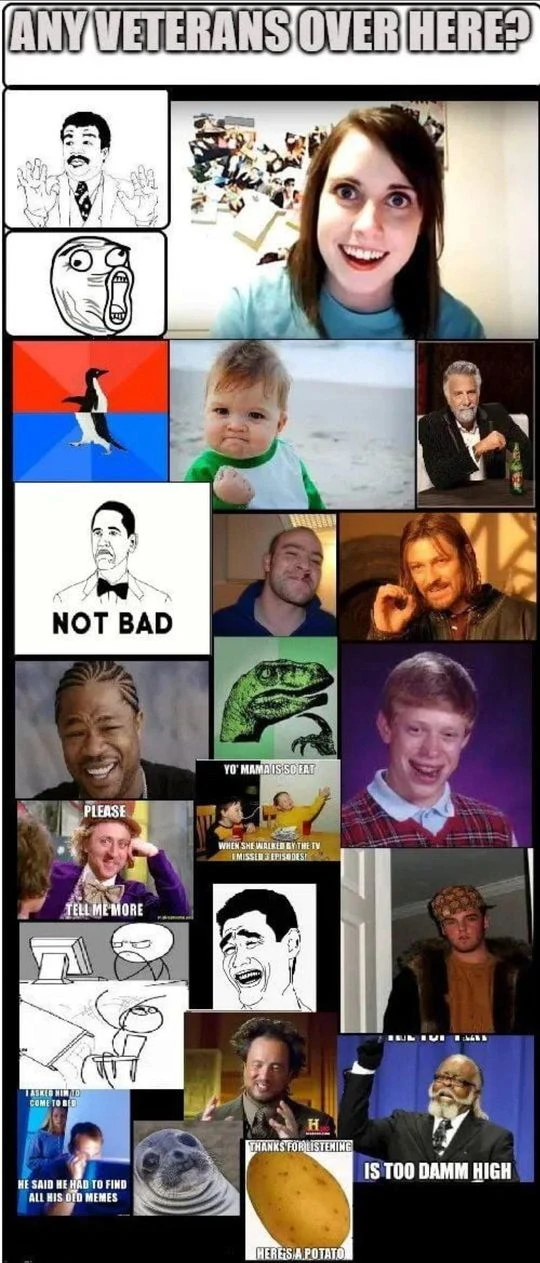 ANY VETERANS OVER HERE?
NOT BAD
YO' MAMA IS SO FAT
WHEN SHE WALKED BY THE TV
I MISSED 3 EPISODES!
PLEASE
TELL ME MORE
H
I ASKED HIM TO
COME TO BED
HE SAID HE HAD TO FIND
ALL HIS OLD MEMES
IS TOO DAMM HIGH
THANKS FOR LISTENING
HERE'S A POTATO